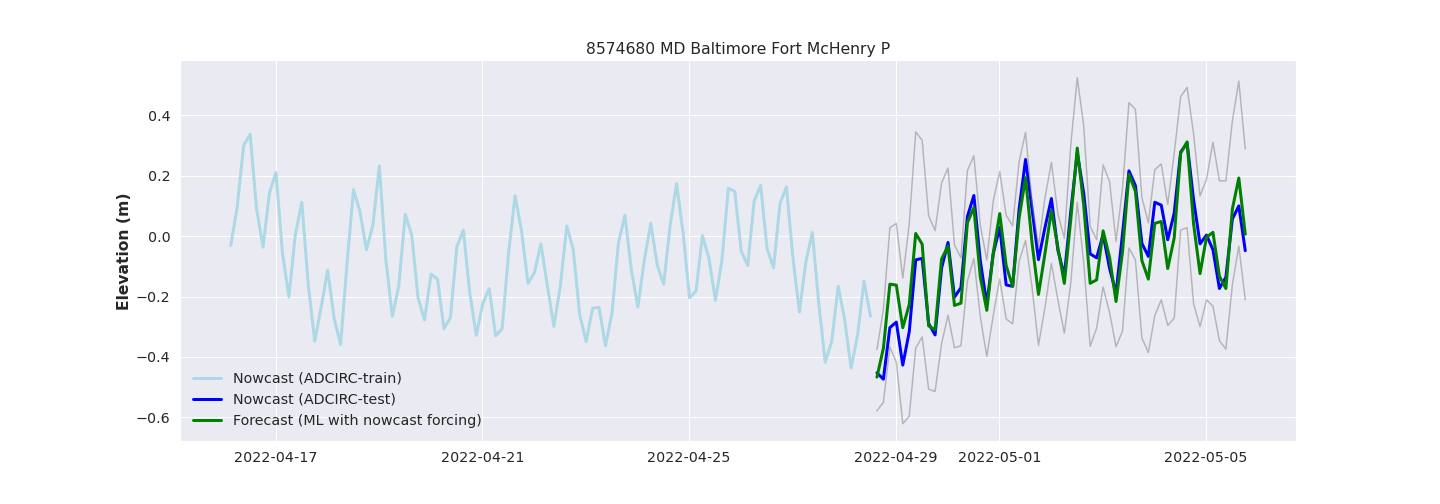 8574680 MD Baltimore Fort McHenry P
Elevation (m)
0.4
0.2
0.0
−0.2
−0.4
−0.6
Nowcast (ADCIRC-train)
Nowcast (ADCIRC-test)
Forecast (ML with nowcast forcing)
2022-04-17 2022-04-21 2022-04-25 2022-04-29 2022-05-01 2022-05-05